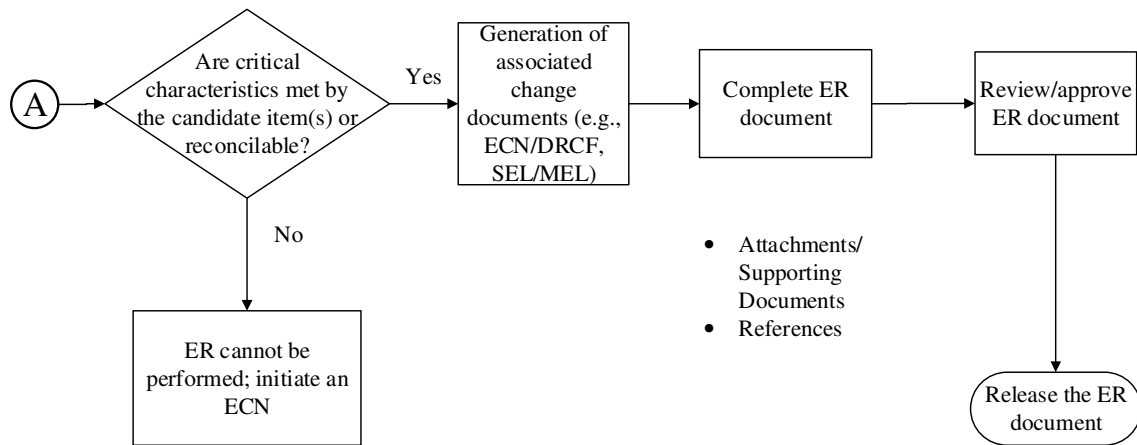 A
Are critical
characteristics met by
the candidate item(s) or
reconcilable?
Yes
Generation of
associated
change
documents (e.g.,
ECN/DRCF,
SEL/MEL)
Complete ER
document
Review/approve
ER document
No
• Attachments/
Supporting
Documents
• References
ER cannot be
performed; initiate an
ECN
Release the ER
document